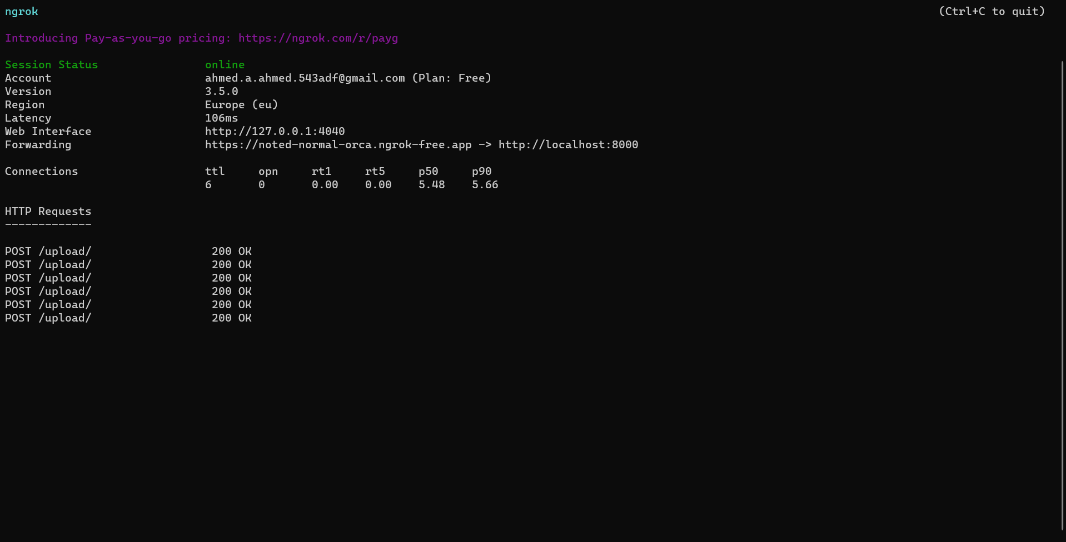 ngrok (Ctrl+C to quit)
Introducing Pay-as-you-go pricing: https://ngrok.com/r/payg
Session Status online
Account ahmed.a.ahmed.543adf@gmail.com (Plan: Free)
Version 3.5.0
Region Europe (eu)
Latency 106ms
Web Interface http://127.0.0.1:4040
Forwarding https://noted-normal-orca.ngrok-free.app -> http://localhost:8000
Connections ttl opn rt1 rt5 p50 p90
6 0 0.00 0.00 5.48 5.66
HTTP Requests
-------------
POST /upload/ 200 OK
POST /upload/ 200 OK
POST /upload/ 200 OK
POST /upload/ 200 OK
POST /upload/ 200 OK
POST /upload/ 200 OK